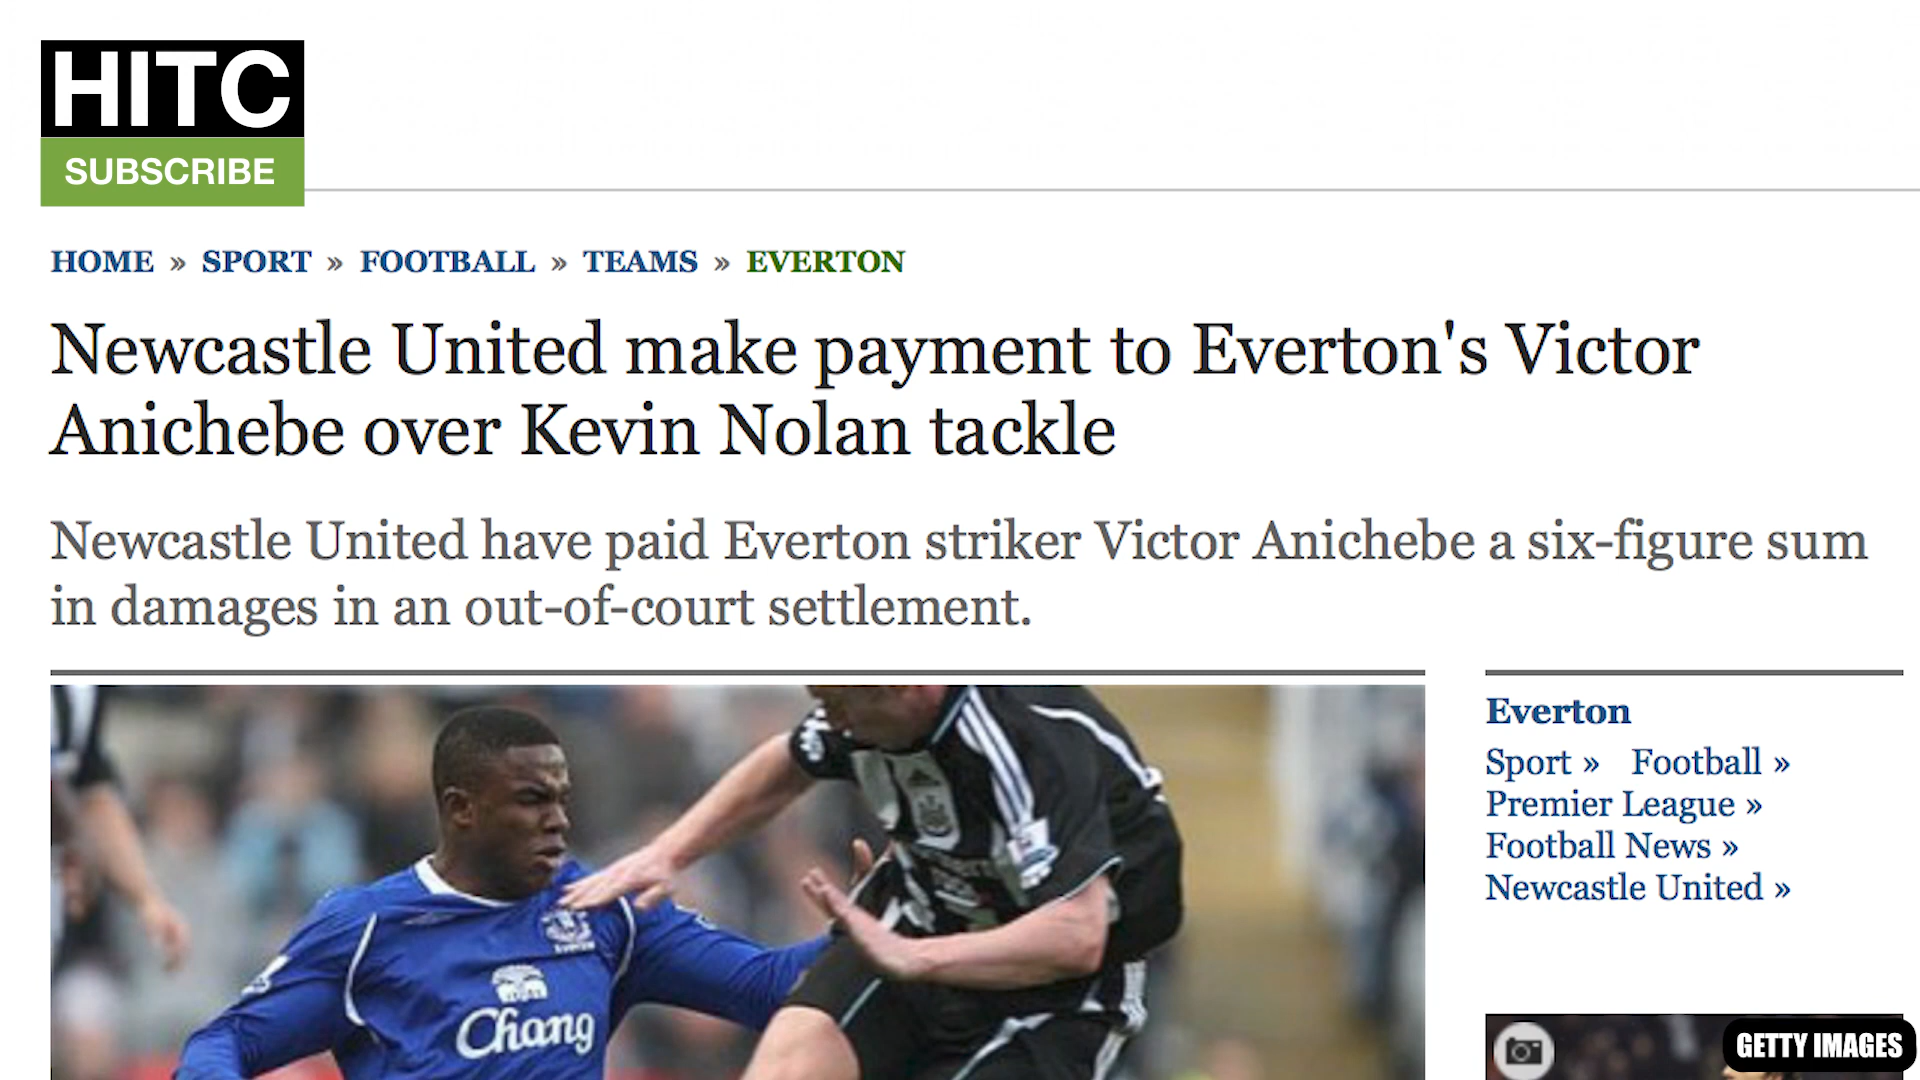 HITC
SUBSCRIBE
HOME » SPORT » FOOTBALL » TEAMS » EVERTON
Newcastle United make payment to Everton's Victor
Anichebe over Kevin Nolan tackle
Newcastle United have paid Everton striker Victor Anichebe a six-figure sum
in damages in an out-of-court settlement.
Everton
Sport » Football »
Premier League »
Football News »
Newcastle United »
Chang
GETTY IMAGES